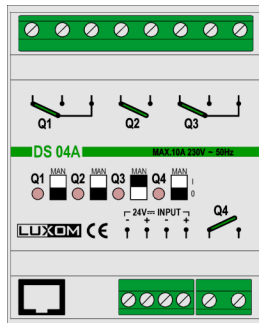 Q1 Q2 Q3
DS 04A MAX.10A 230V ~ 50Hz
MAN MAN MAN MAN
Q1 Q2 Q3 Q4 I
0
24V⎓ INPUT
- + - +
Q4
LUXOM CE